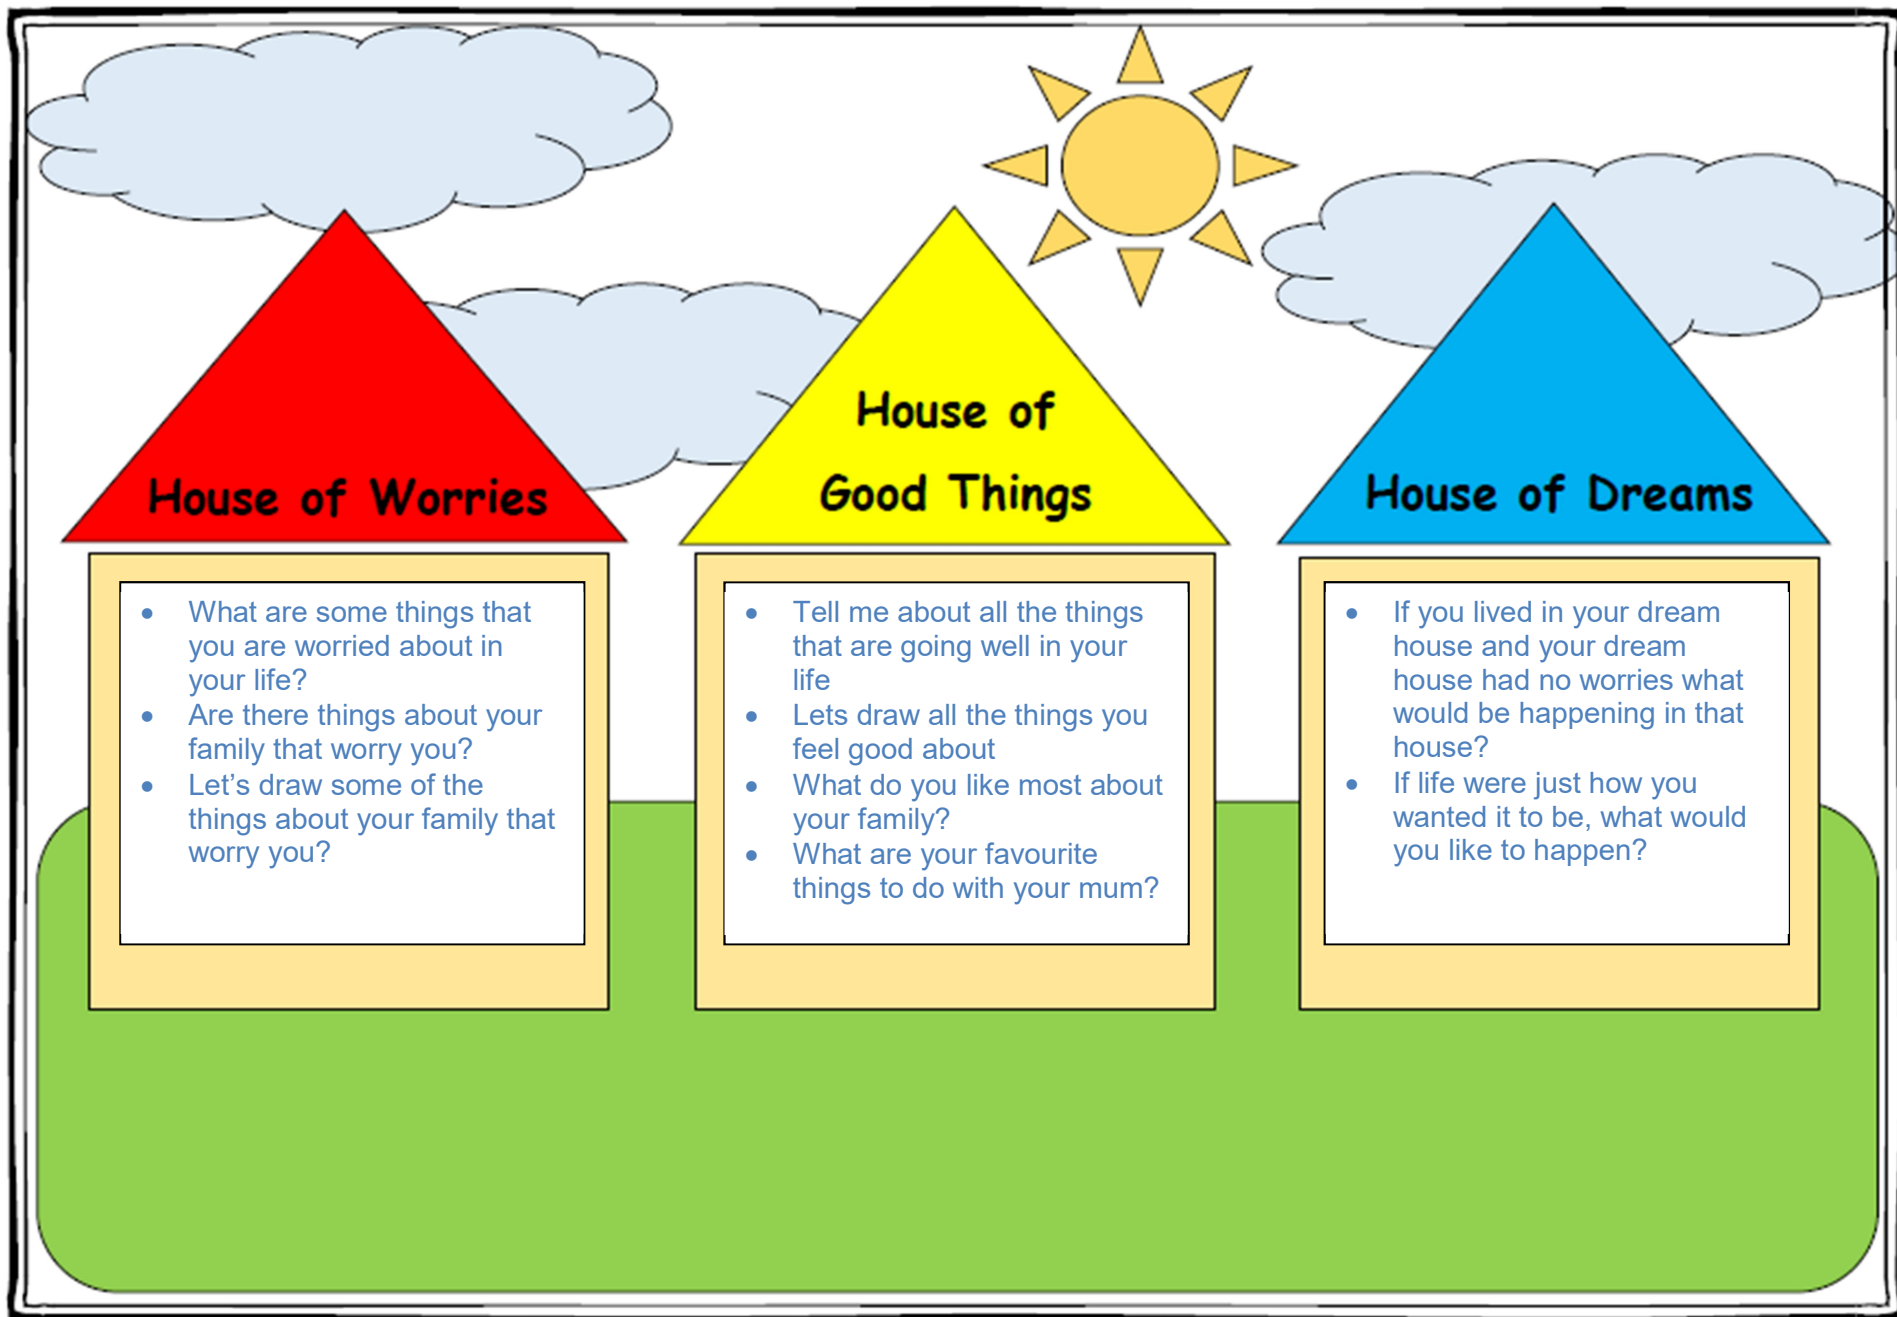 House of Worries
• What are some things that
you are worried about in
your life?
• Are there things about your
family that worry you?
• Let’s draw some of the
things about your family that
worry you?
House of
Good Things
• Tell me about all the things
that are going well in your
life
• Lets draw all the things you
feel good about
• What do you like most about
your family?
• What are your favourite
things to do with your mum?
House of Dreams
• If you lived in your dream
house and your dream
house had no worries what
would be happening in that
house?
• If life were just how you
wanted it to be, what would
you like to happen?